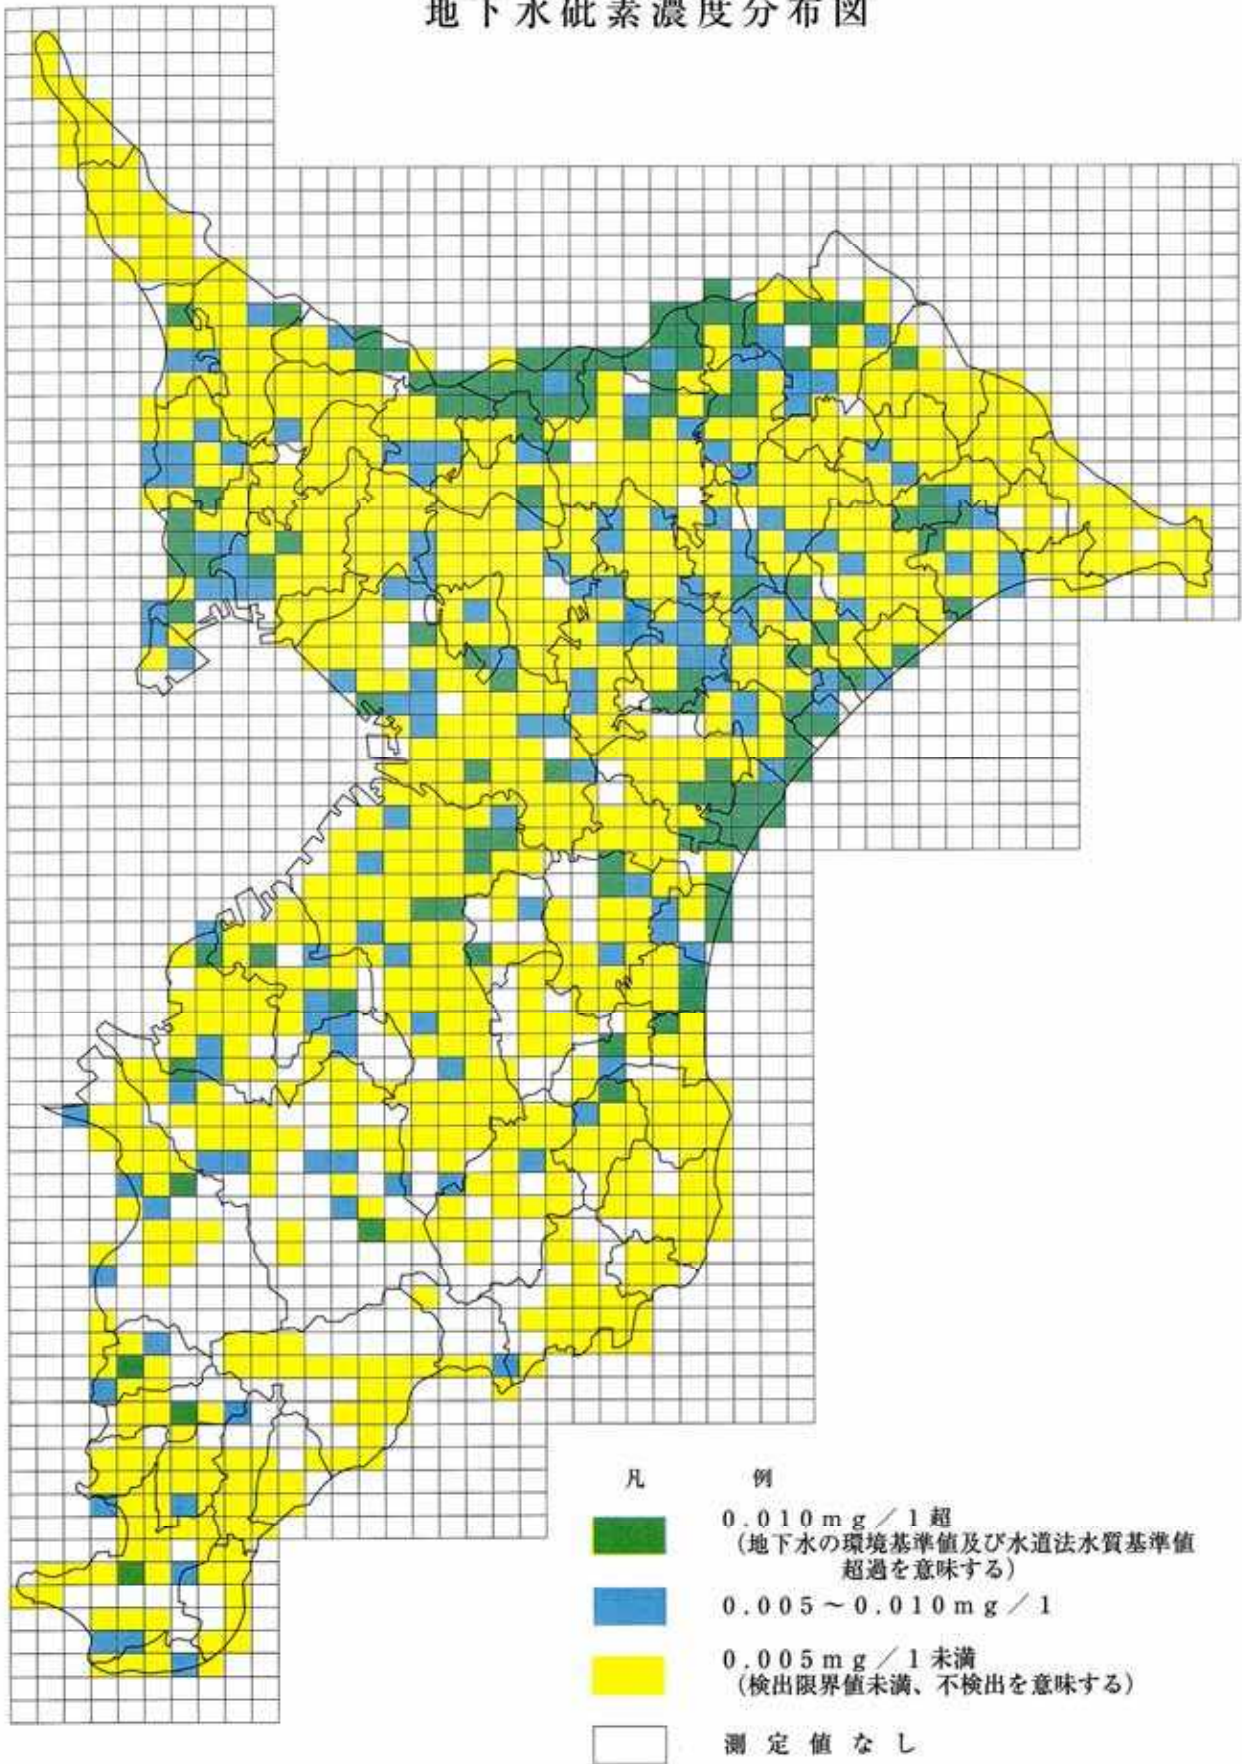 地下水砒素濃度分布図
凡　例
0.010mg／1超
（地下水の環境基準値及び水道法水質基準値
超過を意味する）
0.005～0.010mg／1
0.005mg／1未満
（検出限界値未満、不検出を意味する）
測定値なし